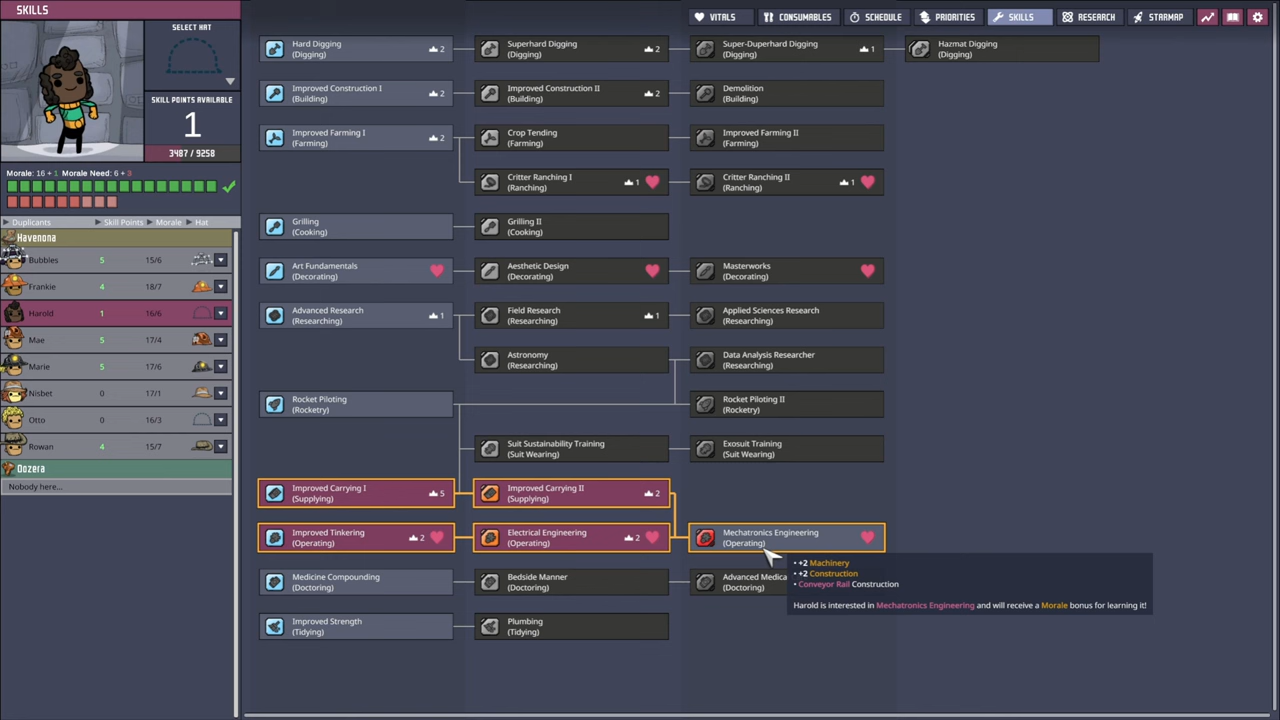 SKILLS
VITALS
CONSUMABLES
SCHEDULE
PRIORITIES
SKILLS
RESEARCH
STARMAP
SELECT HAT
SKILL POINTS AVAILABLE
1
3487 / 9258
Morale: 16 + 1 Morale Need: 6 + 3
Duplicants Skill Points Morale Hat
Havenona
Bubbles 5 15/6
Frankie 4 18/7
Harold 1 16/6
Mae 5 17/4
Marie 5 17/6
Nisbet 0 17/1
Otto 0 16/3
Rowan 4 15/7
Oozera
Nobody here...
Hard Digging
(Digging)
2
Superhard Digging
(Digging)
2
Super-Duperhard Digging
(Digging)
1
Hazmat Digging
(Digging)
Improved Construction I
(Building)
2
Improved Construction II
(Building)
2
Demolition
(Building)
Improved Farming I
(Farming)
2
Crop Tending
(Farming)
Improved Farming II
(Farming)
Critter Ranching I
(Ranching)
1
Critter Ranching II
(Ranching)
1
Grilling
(Cooking)
Grilling II
(Cooking)
Art Fundamentals
(Decorating)
Aesthetic Design
(Decorating)
Masterworks
(Decorating)
Advanced Research
(Researching)
1
Field Research
(Researching)
1
Applied Sciences Research
(Researching)
Astronomy
(Researching)
Data Analysis Researcher
(Researching)
Rocket Piloting
(Rocketry)
Rocket Piloting II
(Rocketry)
Suit Sustainability Training
(Suit Wearing)
Exosuit Training
(Suit Wearing)
Improved Carrying I
(Supplying)
5
Improved Carrying II
(Supplying)
2
Improved Tinkering
(Operating)
2
Electrical Engineering
(Operating)
2
Mechatronics Engineering
(Operating)
Medicine Compounding
(Doctoring)
Bedside Manner
(Doctoring)
Advanced Medica
(Doctoring)
Improved Strength
(Tidying)
Plumbing
(Tidying)
• +2 Machinery
• +2 Construction
• Conveyor Rail Construction
Harold is interested in Mechatronics Engineering and will receive a Morale bonus for learning it!